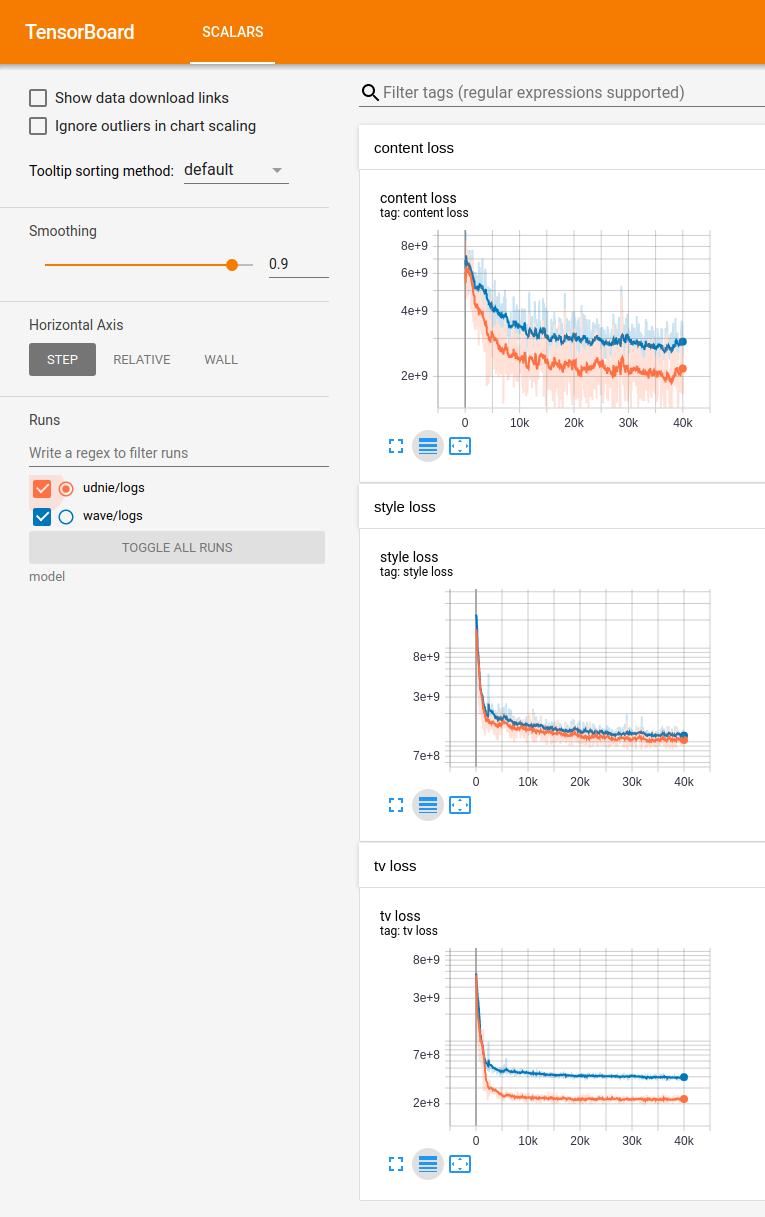 TensorBoard
SCALARS
Show data download links
Ignore outliers in chart scaling
Tooltip sorting method: default
Smoothing
0.9
Horizontal Axis
STEP RELATIVE WALL
Runs
Write a regex to filter runs
udnie/logs
wave/logs
TOGGLE ALL RUNS
model
Filter tags (regular expressions supported)
content loss
content loss
tag: content loss
8e+9
6e+9
4e+9
2e+9
0 10k 20k 30k 40k
style loss
style loss
tag: style loss
8e+9
3e+9
7e+8
0 10k 20k 30k 40k
tv loss
tv loss
tag: tv loss
8e+9
3e+9
7e+8
2e+8
0 10k 20k 30k 40k